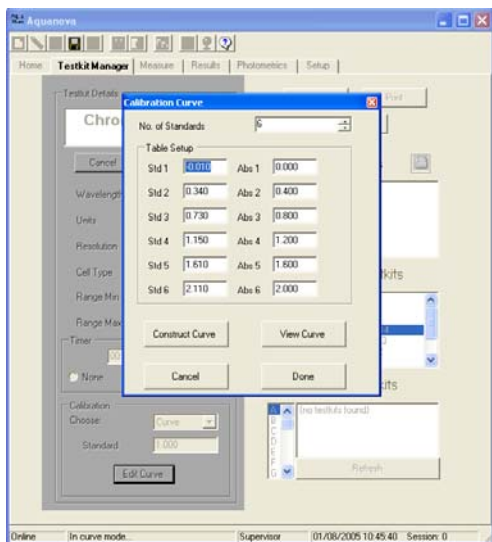 Aquanova
Home Testkit Manager Measure Results Photometrics Setup
Testkit Details
Print
Calibration Curve
Chro
No. of Standards 6
Cancel
Table Setup
Std 1 -0.010 Abs 1 0.000
Wavelength
Std 2 0.340 Abs 2 0.400
Units
Std 3 0.730 Abs 3 0.800
Resolution
Std 4 1.150 Abs 4 1.200
Cell Type
Std 5 1.610 Abs 5 1.600
Range Min
Std 6 2.110 Abs 6 2.000
Range Max
Construct Curve View Curve
Timer
00
None
Cancel Done
Calibration
Choose: Curve
A (no testkits found)
B
C
D
E
F
G
Standard 1.000
Edit Curve
Refresh
Online In curve mode... Supervisor 01/08/2005 10:45:40 Session: 0